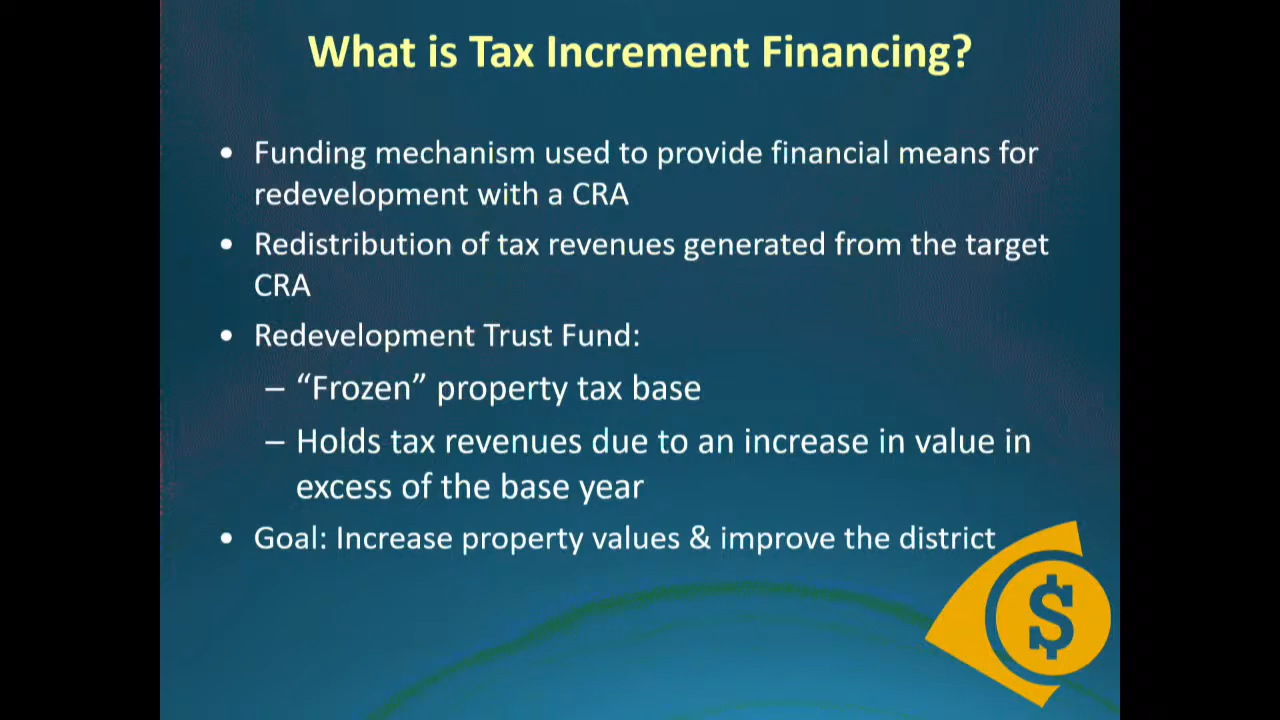 What is Tax Increment Financing?
• Funding mechanism used to provide financial means for
redevelopment with a CRA
• Redistribution of tax revenues generated from the target
CRA
• Redevelopment Trust Fund:
– “Frozen” property tax base
– Holds tax revenues due to an increase in value in
excess of the base year
• Goal: Increase property values & improve the district
$